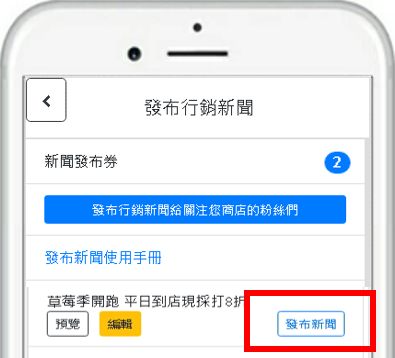 發布行銷新聞
新聞發布券 2
發布行銷新聞給關注您商店的粉絲們
發布新聞使用手冊
草莓季開跑 平日到店現採打8折
預覽 編輯 發布新聞